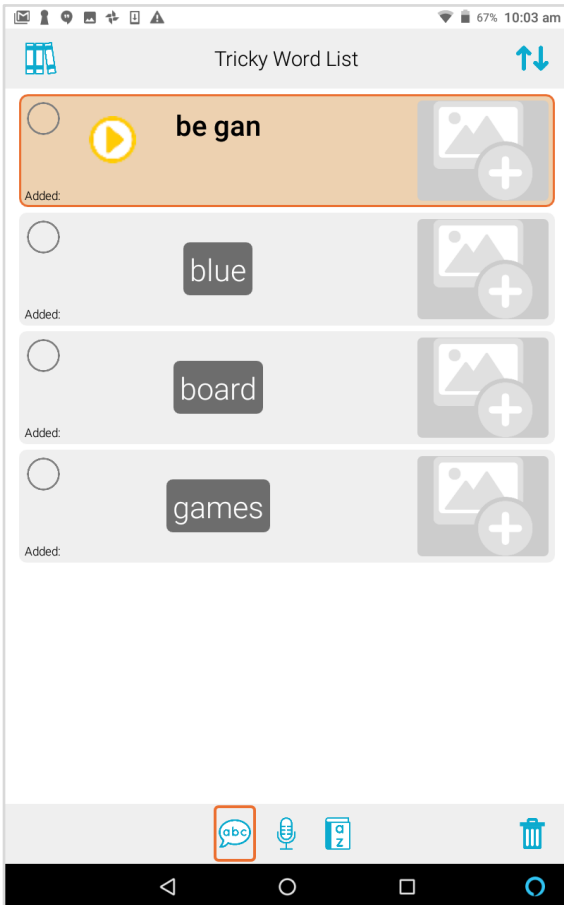 67% 10:03 am
Tricky Word List
be gan
Added:
blue
Added:
board
Added:
games
Added:
abc
a
z